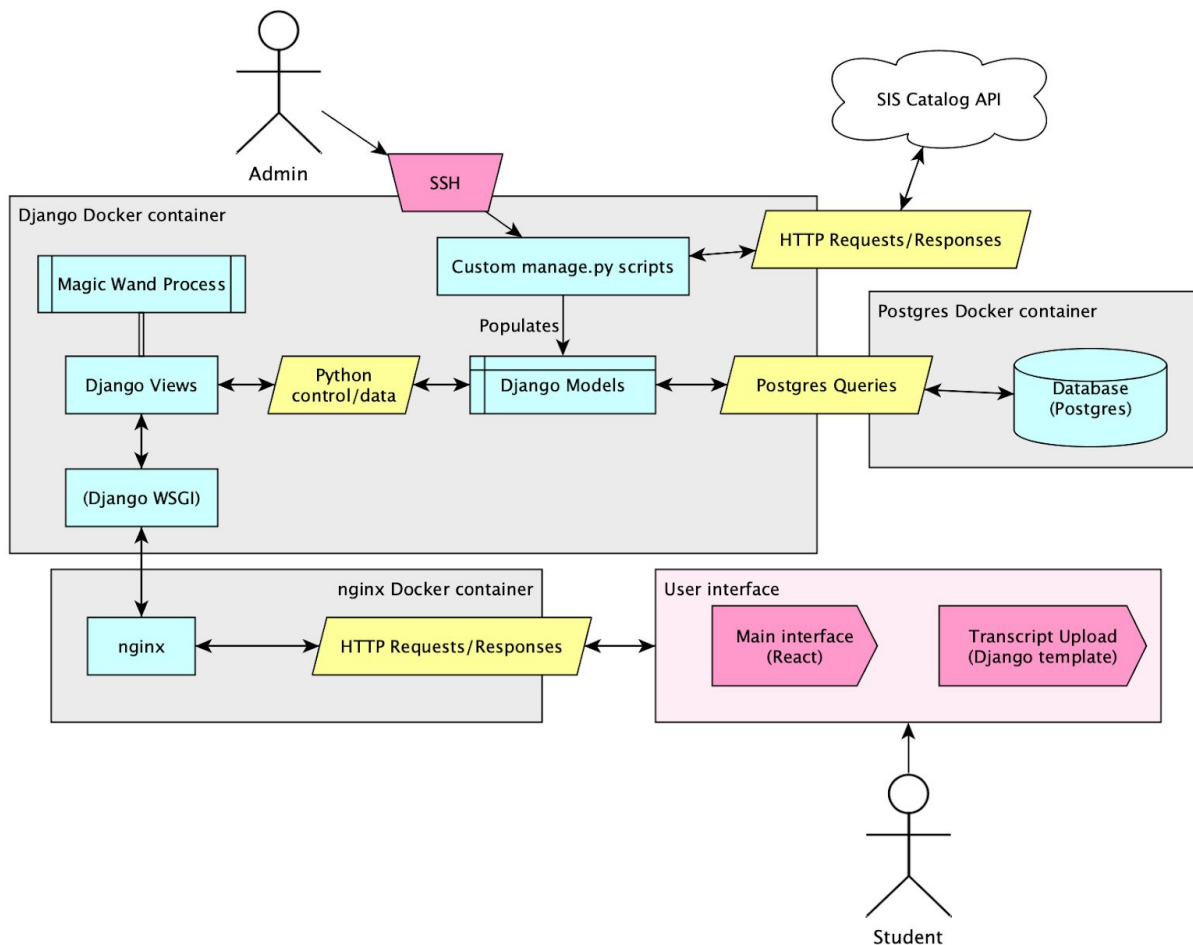 Admin
SIS Catalog API
SSH
Django Docker container
HTTP Requests/Responses
Custom manage.py scripts
Magic Wand Process
Populates
Postgres Docker container
Django Views
Python
control/data
Django Models
Postgres Queries
Database
(Postgres)
(Django WSGI)
nginx Docker container
User interface
nginx
HTTP Requests/Responses
Main interface
(React)
Transcript Upload
(Django template)
Student